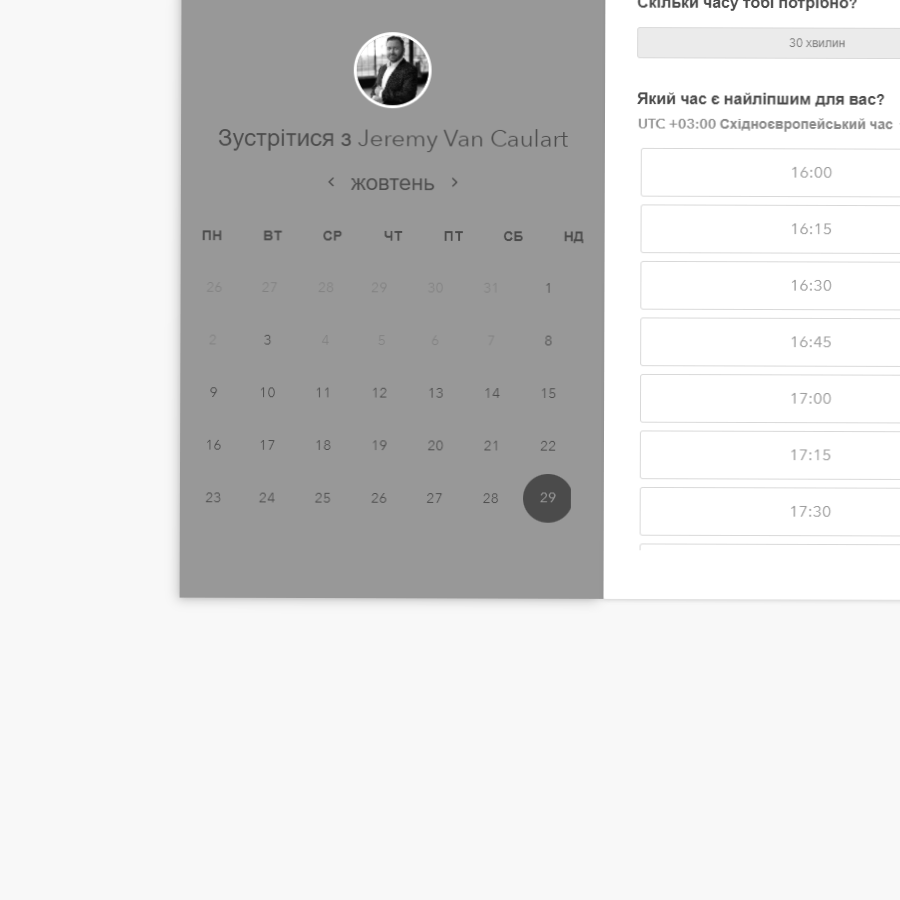 Зустрітися з Jeremy Van Caulart
жовтень
ПН ВТ СР ЧТ ПТ СБ НД
26 27 28 29 30 31 1
2 3 4 5 6 7 8
9 10 11 12 13 14 15
16 17 18 19 20 21 22
23 24 25 26 27 28 29
Скільки часу тобі потрібно?
30 хвилин
Який час є найліпшим для вас?
UTC +03:00 Східноєвропейський час
16:00
16:15
16:30
16:45
17:00
17:15
17:30